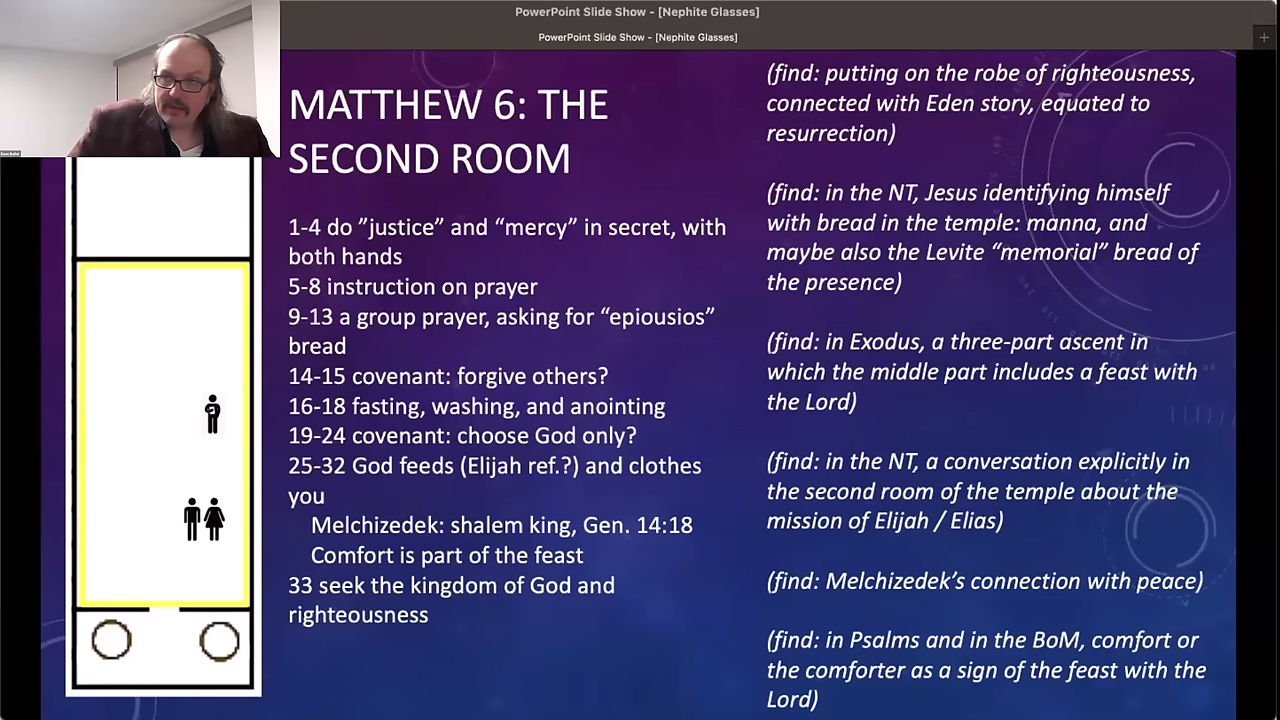 PowerPoint Slide Show - [Nephite Glasses]
PowerPoint Slide Show - [Nephite Glasses]
MATTHEW 6: THE
SECOND ROOM
1-4 do ”justice” and “mercy” in secret, with
both hands
5-8 instruction on prayer
9-13 a group prayer, asking for “epiousios”
bread
14-15 covenant: forgive others?
16-18 fasting, washing, and anointing
19-24 covenant: choose God only?
25-32 God feeds (Elijah ref.?) and clothes
you
Melchizedek: shalem king, Gen. 14:18
Comfort is part of the feast
33 seek the kingdom of God and
righteousness
(find: putting on the robe of righteousness,
connected with Eden story, equated to
resurrection)
(find: in the NT, Jesus identifying himself
with bread in the temple: manna, and
maybe also the Levite “memorial” bread of
the presence)
(find: in Exodus, a three-part ascent in
which the middle part includes a feast with
the Lord)
(find: in the NT, a conversation explicitly in
the second room of the temple about the
mission of Elijah / Elias)
(find: Melchizedek’s connection with peace)
(find: in Psalms and in the BoM, comfort or
the comforter as a sign of the feast with the
Lord)